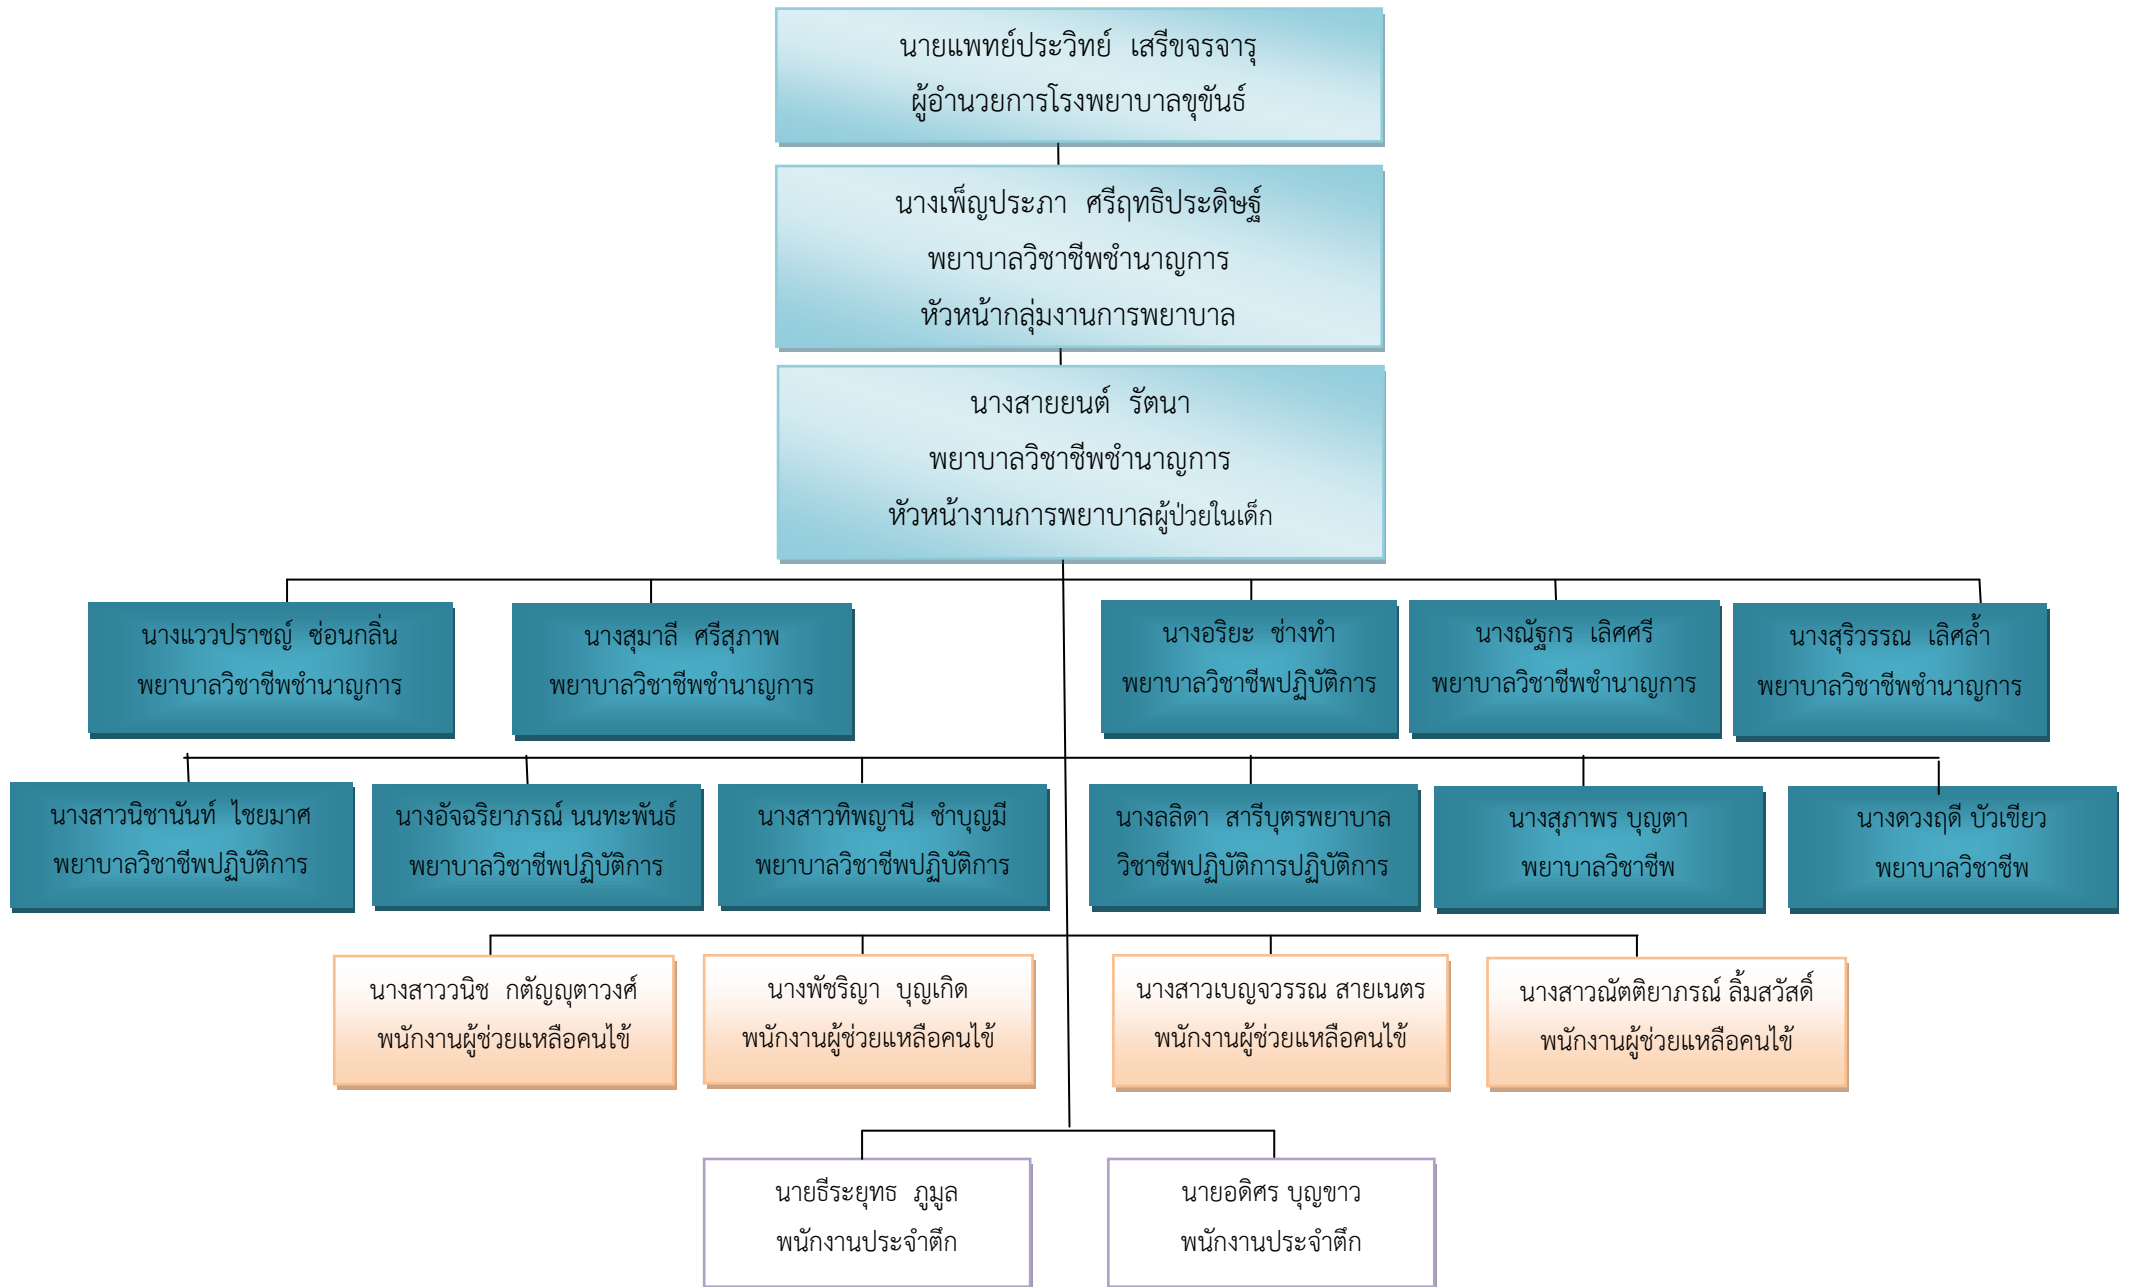 นายแพทย์ประวิทย์ เสรีขจรจารุ
ผู้อำนวยการโรงพยาบาลขุขันธ์
นางเพ็ญประภา ศรีฤทธิประดิษฐ์
พยาบาลวิชาชีพชำนาญการ
หัวหน้ากลุ่มงานการพยาบาล
นางสายยนต์ รัตนา
พยาบาลวิชาชีพชำนาญการ
หัวหน้างานการพยาบาลผู้ป่วยในเด็ก
นางแววปราชญ์ ซ่อนกลิ่น
พยาบาลวิชาชีพชำนาญการ
นางสุมาลี ศรีสุภาพ
พยาบาลวิชาชีพชำนาญการ
นางอริยะ ช่างทำ
พยาบาลวิชาชีพปฏิบัติการ
นางณัฐกร เลิศศรี
พยาบาลวิชาชีพชำนาญการ
นางสุริวรรณ เลิศล้ำ
พยาบาลวิชาชีพชำนาญการ
นางสาวนิชานันท์ ไชยมาศ
พยาบาลวิชาชีพปฏิบัติการ
นางอัจฉริยาภรณ์ นนทะพันธ์
พยาบาลวิชาชีพปฏิบัติการ
นางสาวทิพญานี ชำบุญมี
พยาบาลวิชาชีพปฏิบัติการ
นางลลิดา สารีบุตรพยาบาล
วิชาชีพปฏิบัติการปฏิบัติการ
นางสุภาพร บุญตา
พยาบาลวิชาชีพ
นางดวงฤดี บัวเขียว
พยาบาลวิชาชีพ
นางสาววนิช กตัญญุตาวงศ์
พนักงานผู้ช่วยแหลือคนไข้
นางพัชริญา บุญเกิด
พนักงานผู้ช่วยแหลือคนไข้
นางสาวเบญจวรรณ สายเนตร
พนักงานผู้ช่วยแหลือคนไข้
นางสาวณัตติยาภรณ์ ลิ้มสวัสดิ์
พนักงานผู้ช่วยแหลือคนไข้
นายธีระยุทธ ภูมูล
พนักงานประจำตึก
นายอดิศร บุญขาว
พนักงานประจำตึก